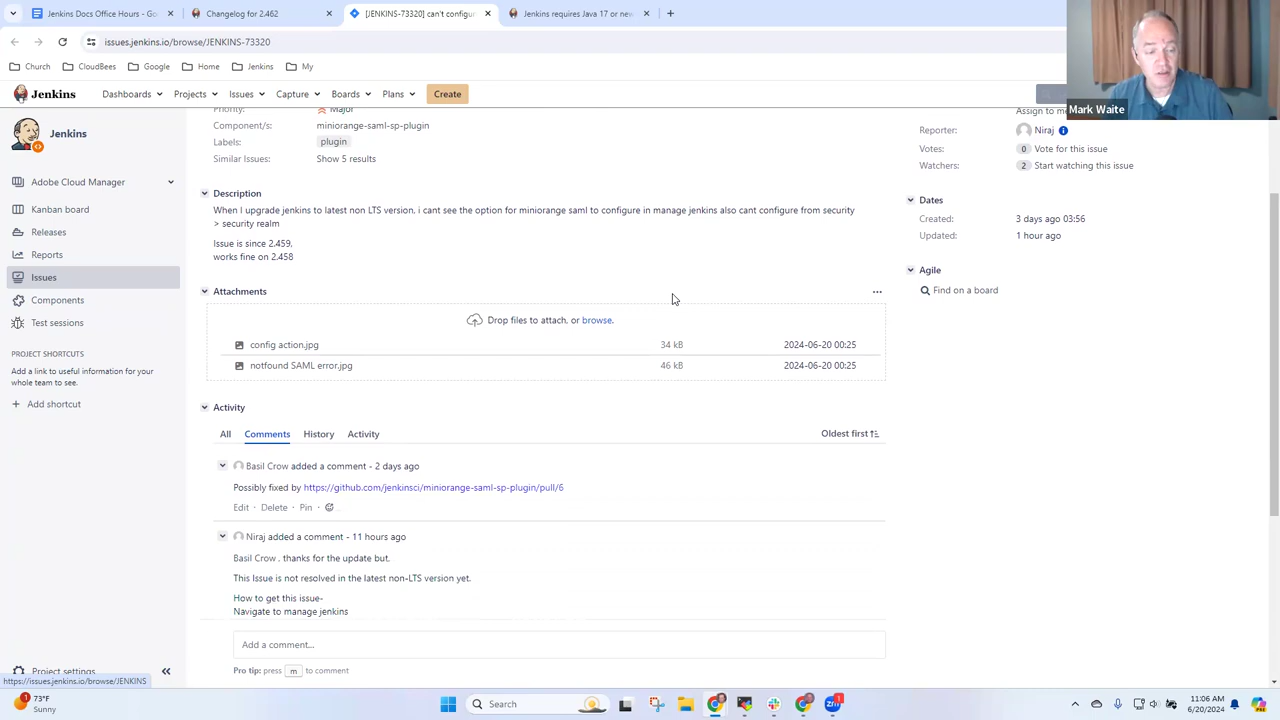 Jenkins Docs Office Hours - Go
Changelog for 2.462
[JENKINS-73320] can't configur
Jenkins requires Java 17 or new
issues.jenkins.io/browse/JENKINS-73320
Church
CloudBees
Google
Home
Jenkins
My
Mark Waite
Jenkins
Dashboards
Projects
Issues
Capture
Boards
Plans
Create
Jenkins
Adobe Cloud Manager
Kanban board
Releases
Reports
Issues
Components
Test sessions
PROJECT SHORTCUTS
Add a link to useful information for your
whole team to see.
Add shortcut
Project settings
https://issues.jenkins.io/browse/JENKINS
Priority: Major
Component/s: miniorange-saml-sp-plugin
Labels: plugin
Similar Issues: Show 5 results
Description
When I upgrade jenkins to latest non LTS version, i cant see the option for miniorange saml to configure in manage jenkins also cant configure from security
> security realm
Issue is since 2.459,
works fine on 2.458
Attachments
Drop files to attach, or browse.
config action.jpg 34 kB 2024-06-20 00:25
notfound SAML error.jpg 46 kB 2024-06-20 00:25
Activity
All Comments History Activity Oldest first
Basil Crow added a comment - 2 days ago
Possibly fixed by https://github.com/jenkinsci/miniorange-saml-sp-plugin/pull/6
Edit · Delete · Pin ·
Niraj added a comment - 11 hours ago
Basil Crow . thanks for the update but.
This Issue is not resolved in the latest non-LTS version yet.
How to get this issue-
Navigate to manage jenkins
Add a comment...
Pro tip: press m to comment
Assign to m
Reporter: Niraj
Votes: 0 Vote for this issue
Watchers: 2 Start watching this issue
Dates
Created: 3 days ago 03:56
Updated: 1 hour ago
Agile
Find on a board
73°F
Sunny
Search
11:06 AM
6/20/2024